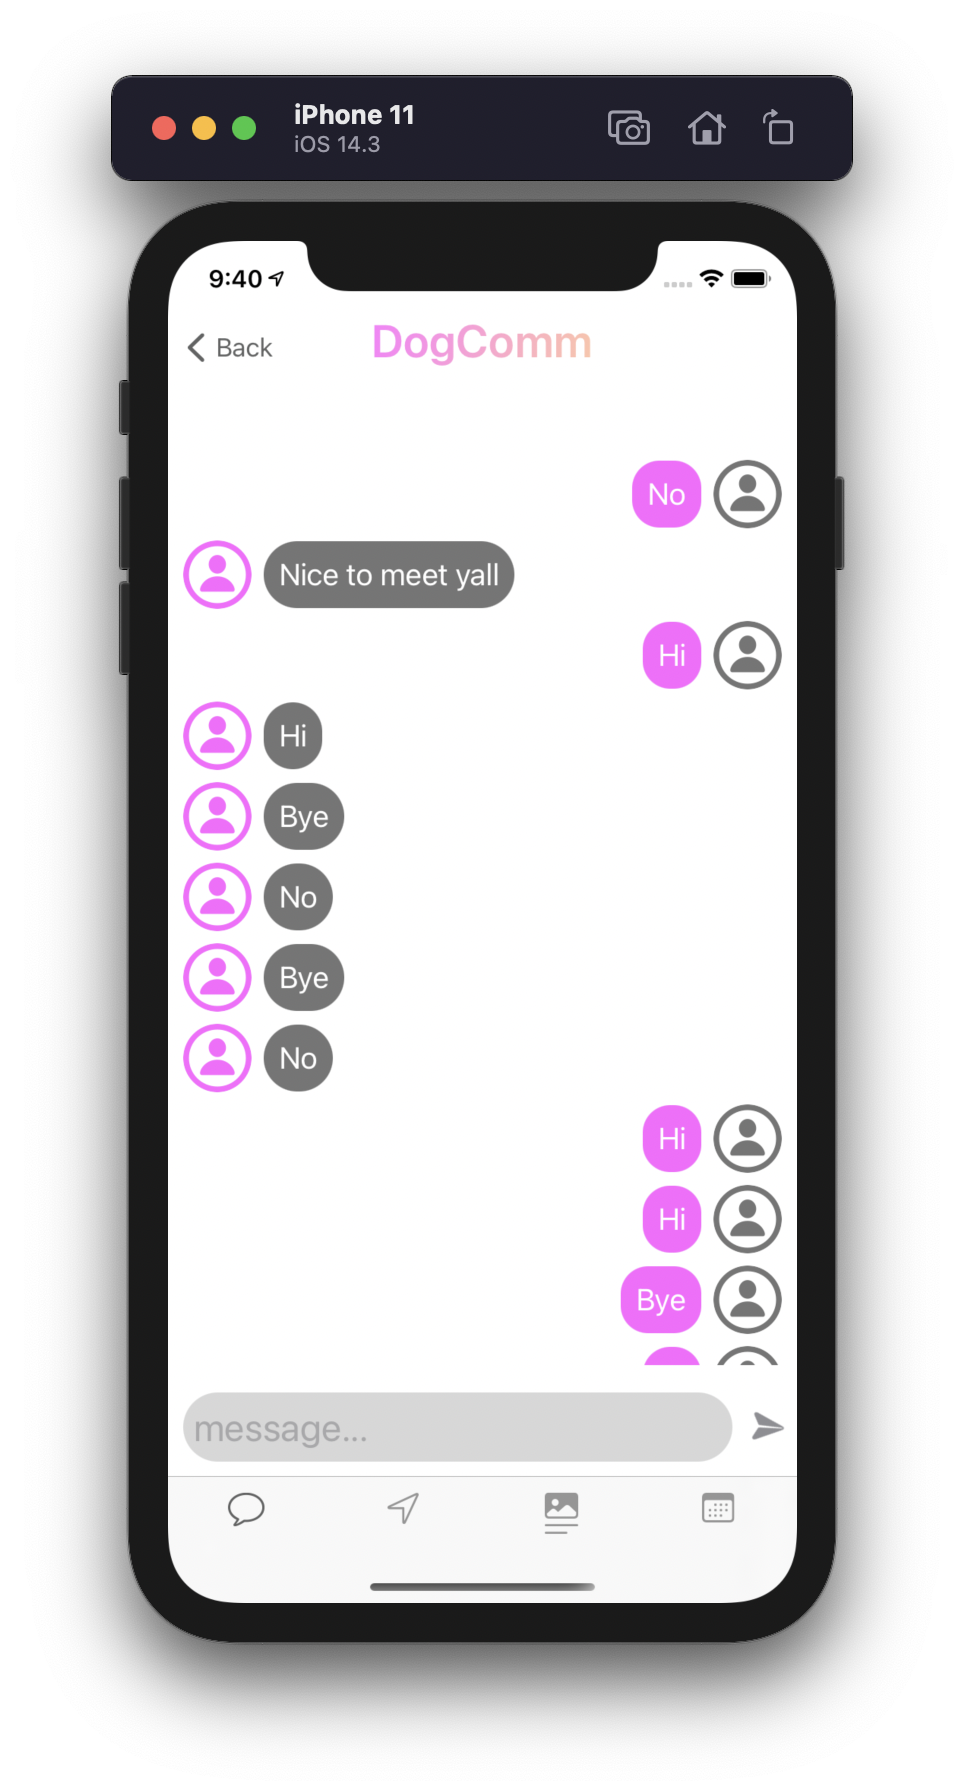 iPhone 11
iOS 14.3
9:40
Back
DogComm
No
Nice to meet yall
Hi
Hi
Bye
No
Bye
No
Hi
Hi
Bye
message...